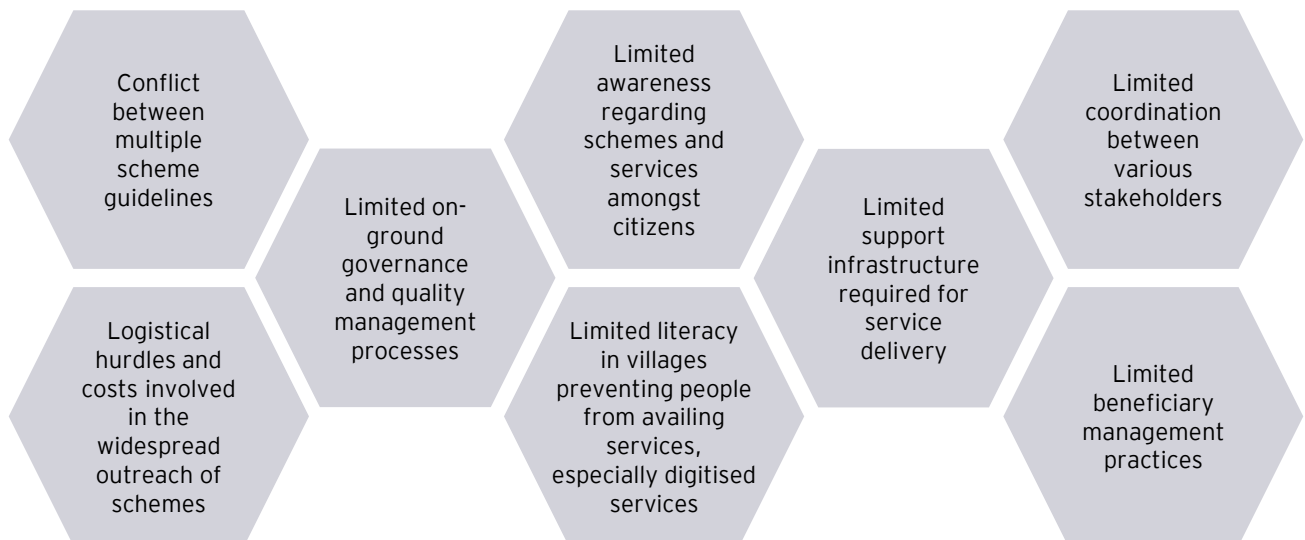 Conflict
between
multiple
scheme
guidelines
Logistical
hurdles and
costs involved
in the
widespread
outreach of
schemes
Limited on-
ground
governance
and quality
management
processes
Limited
awareness
regarding
schemes and
services
amongst
citizens
Limited literacy
in villages
preventing people
from availing
services,
especially digitised
services
Limited
support
infrastructure
required for
service
delivery
Limited
coordination
between
various
stakeholders
Limited
beneficiary
management
practices